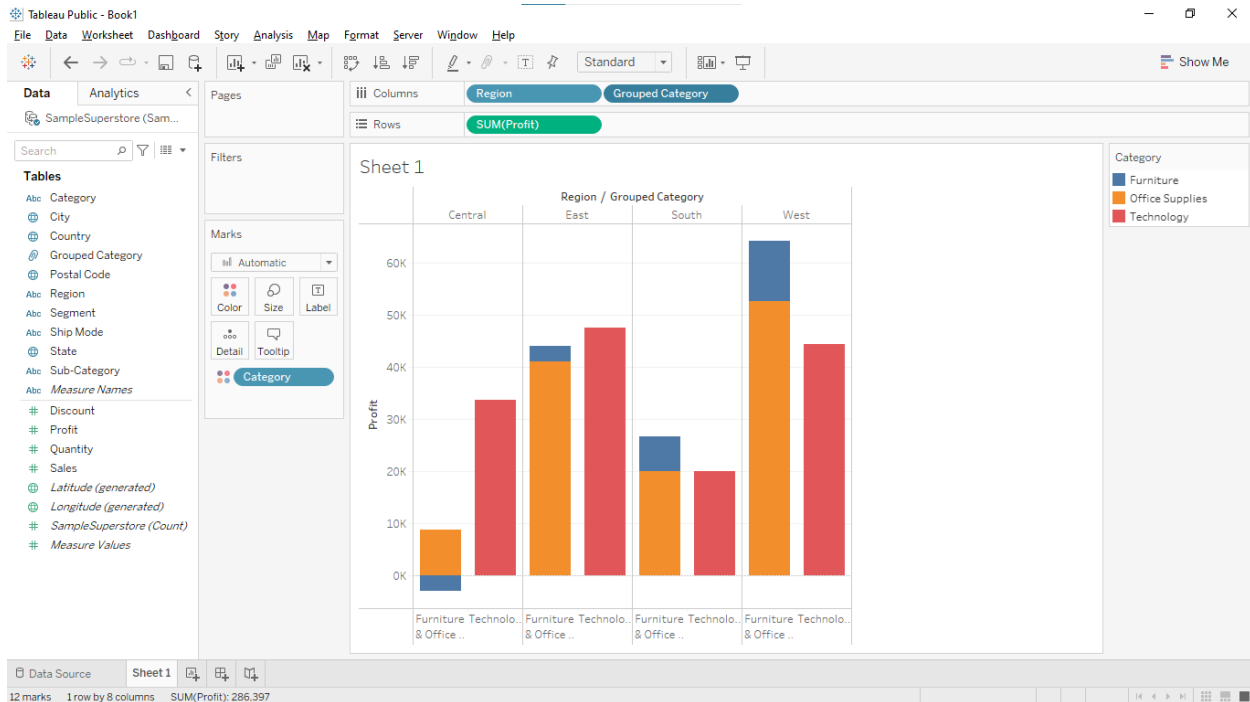 Tableau Public - Book1
File Data Worksheet Dashboard Story Analysis Map Format Server Window Help
Standard
Show Me
Data Analytics
SampleSuperstore (Sam...
Search
Tables
Abc Category
City
Country
Grouped Category
Postal Code
Abc Region
Abc Segment
Abc Ship Mode
State
Abc Sub-Category
Abc Measure Names
# Discount
# Profit
# Quantity
# Sales
Latitude (generated)
Longitude (generated)
# SampleSuperstore (Count)
# Measure Values
Pages
Filters
Marks
Automatic
Color Size Label
Detail Tooltip
Category
Columns Region Grouped Category
Rows SUM(Profit)
Sheet 1
Region / Grouped Category
Central East South West
Profit
60K
50K
40K
30K
20K
10K
0K
Furniture Technolo.. Furniture Technolo.. Furniture Technolo.. Furniture Technolo..
& Office .. & Office .. & Office .. & Office ..
Category
Furniture
Office Supplies
Technology
Data Source Sheet 1
12 marks 1 row by 8 columns SUM(Profit): 286,397